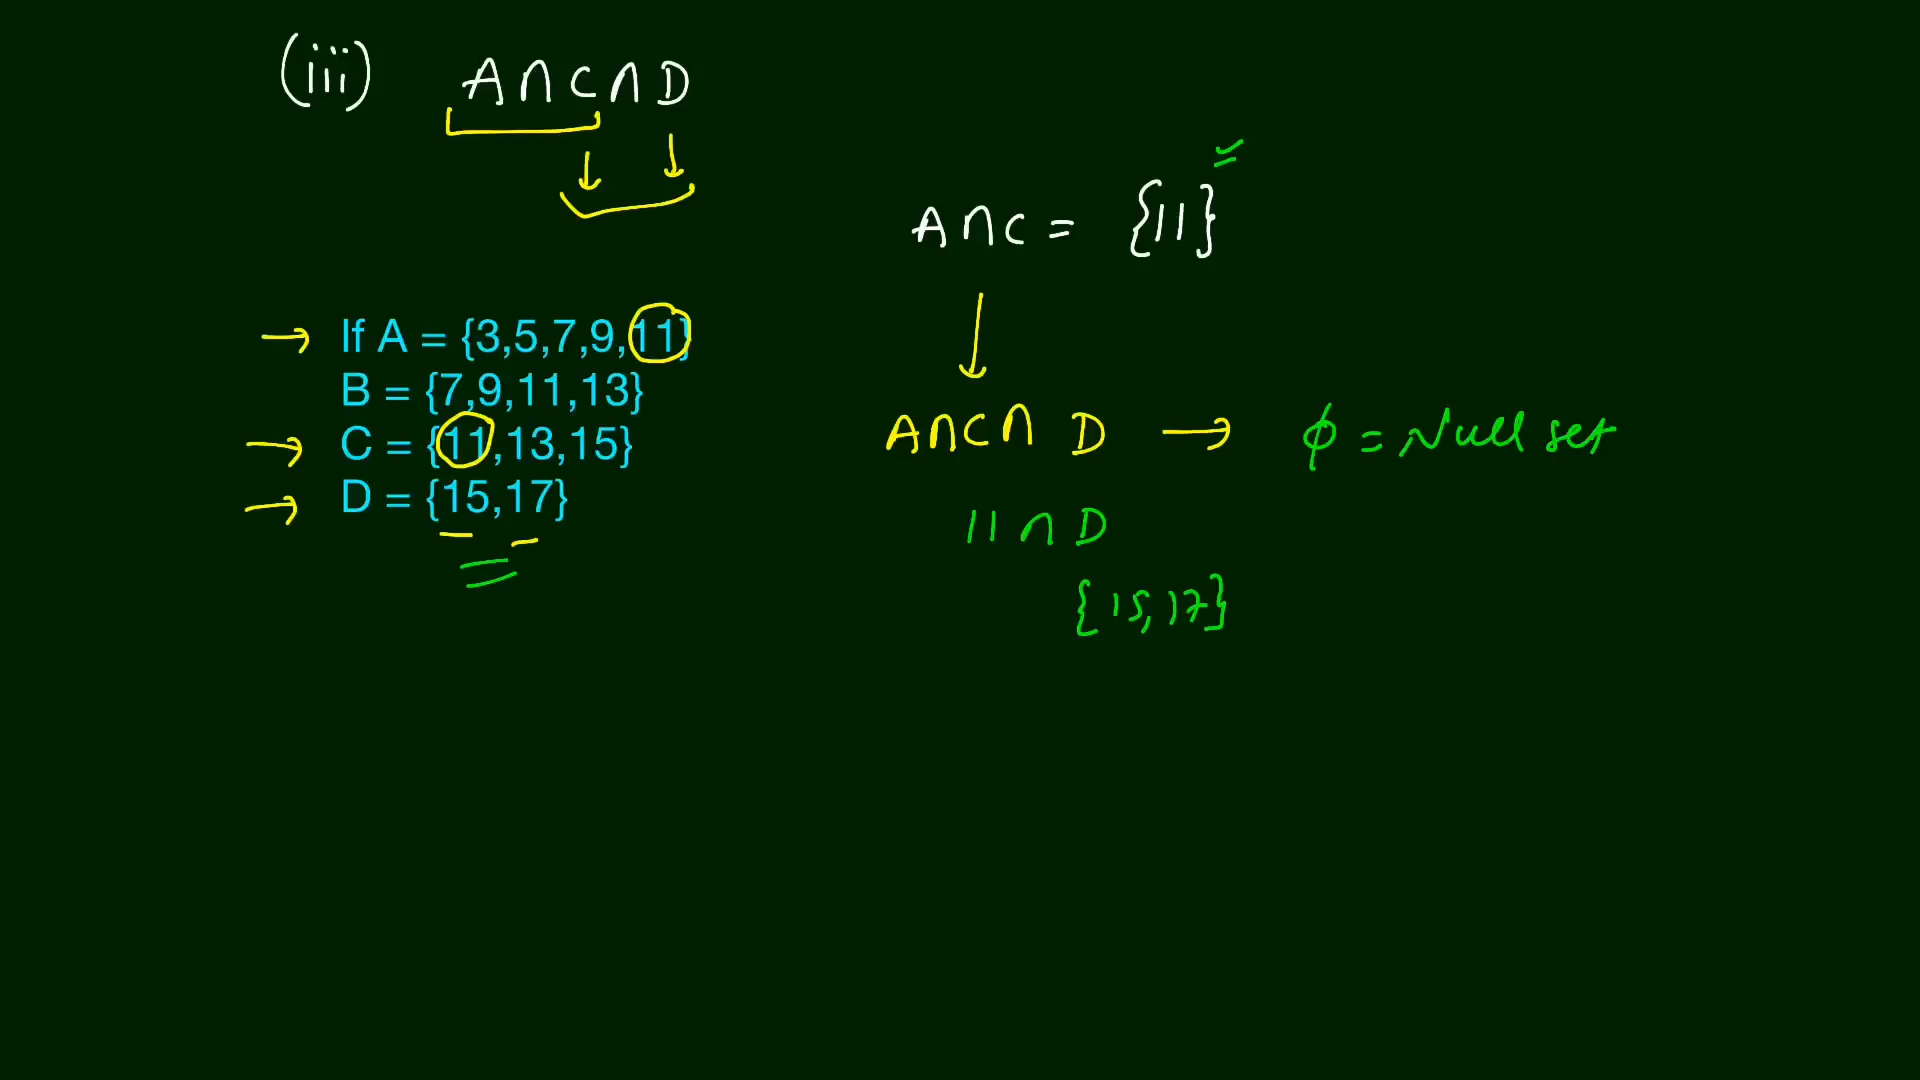 (iii) A∩C∩D
A∩C = {11}
If A = {3,5,7,9,11}
B = {7,9,11,13}
C = {11,13,15}
D = {15,17}
A∩C∩ D → ϕ = Null set
11 ∩ D
{15,17}